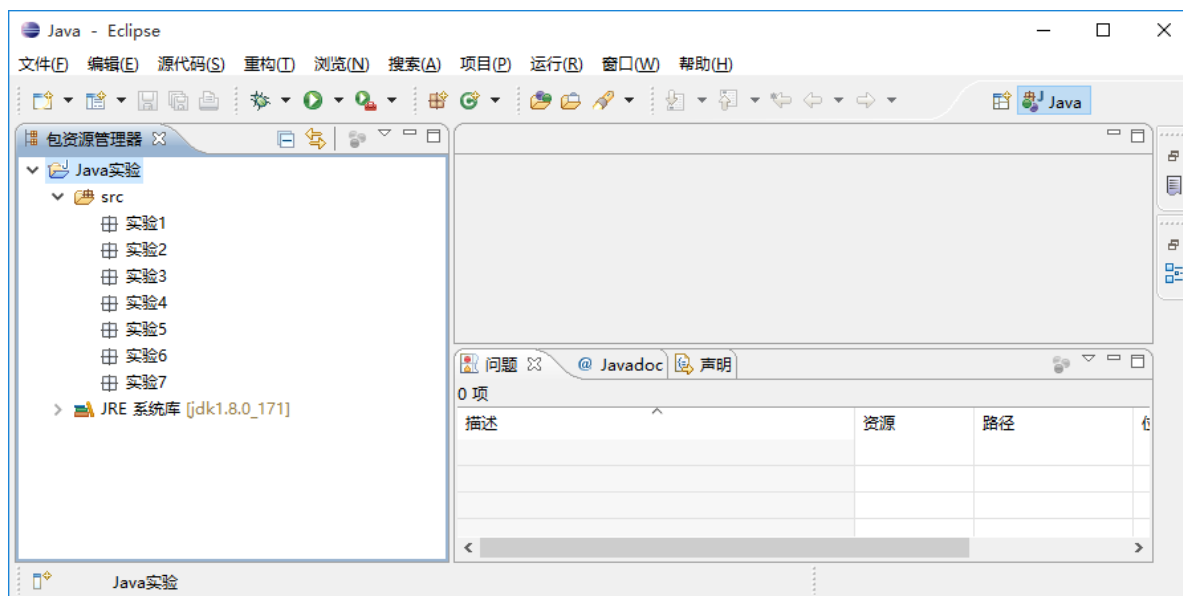 Java - Eclipse
文件(F) 编辑(E) 源代码(S) 重构(T) 浏览(N) 搜索(A) 项目(P) 运行(R) 窗口(W) 帮助(H)
Java
包资源管理器
Java实验
src
实验1
实验2
实验3
实验4
实验5
实验6
实验7
JRE 系统库 [jdk1.8.0_171]
问题 @ Javadoc 声明
0 项
描述 资源 路径
Java实验